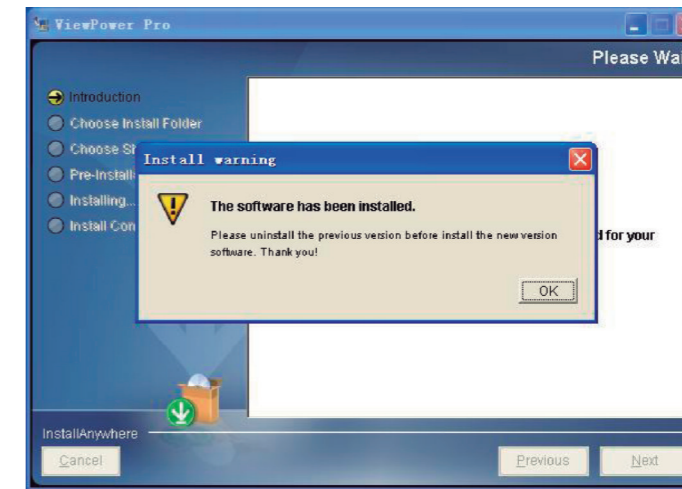 ViewPower Pro
Please Wai
Introduction
Choose Install Folder
Choose St
Pre-Install
Installing...
Install Con
Install warning
The software has been installed.
Please uninstall the previous version before install the new version
software. Thank you!
OK
d for your
InstallAnywhere
Cancel
Previous
Next